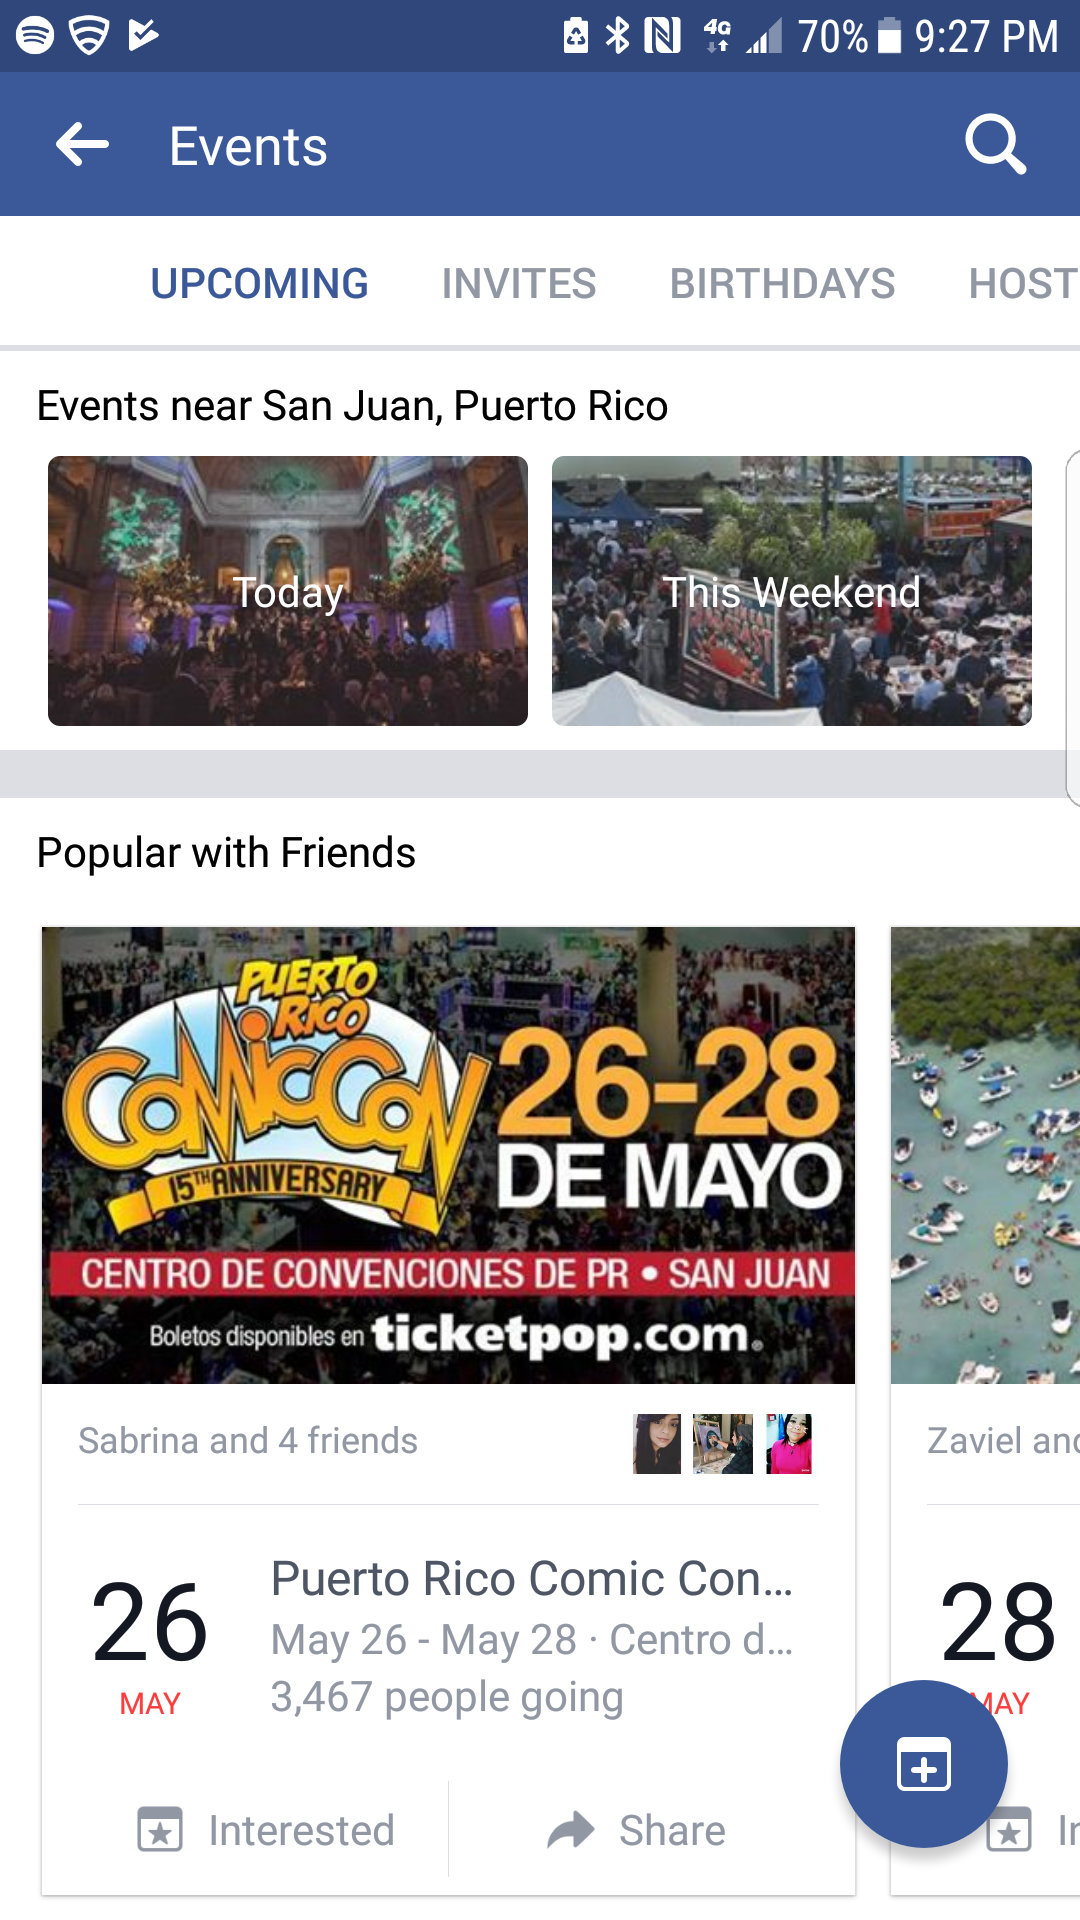 4G 70% 9:27 PM
Events
UPCOMING INVITES BIRTHDAYS HOST
Events near San Juan, Puerto Rico
Today This Weekend
Popular with Friends
PUERTO
RICO
COMIC CON
15TH ANNIVERSARY
26-28
DE MAYO
CENTRO DE CONVENCIONES DE PR • SAN JUAN
Boletos disponibles en ticketpop.com
Sabrina and 4 friends
26
MAY
Puerto Rico Comic Con...
May 26 - May 28 · Centro d...
3,467 people going
Interested Share
Zaviel and
28
MAY
In